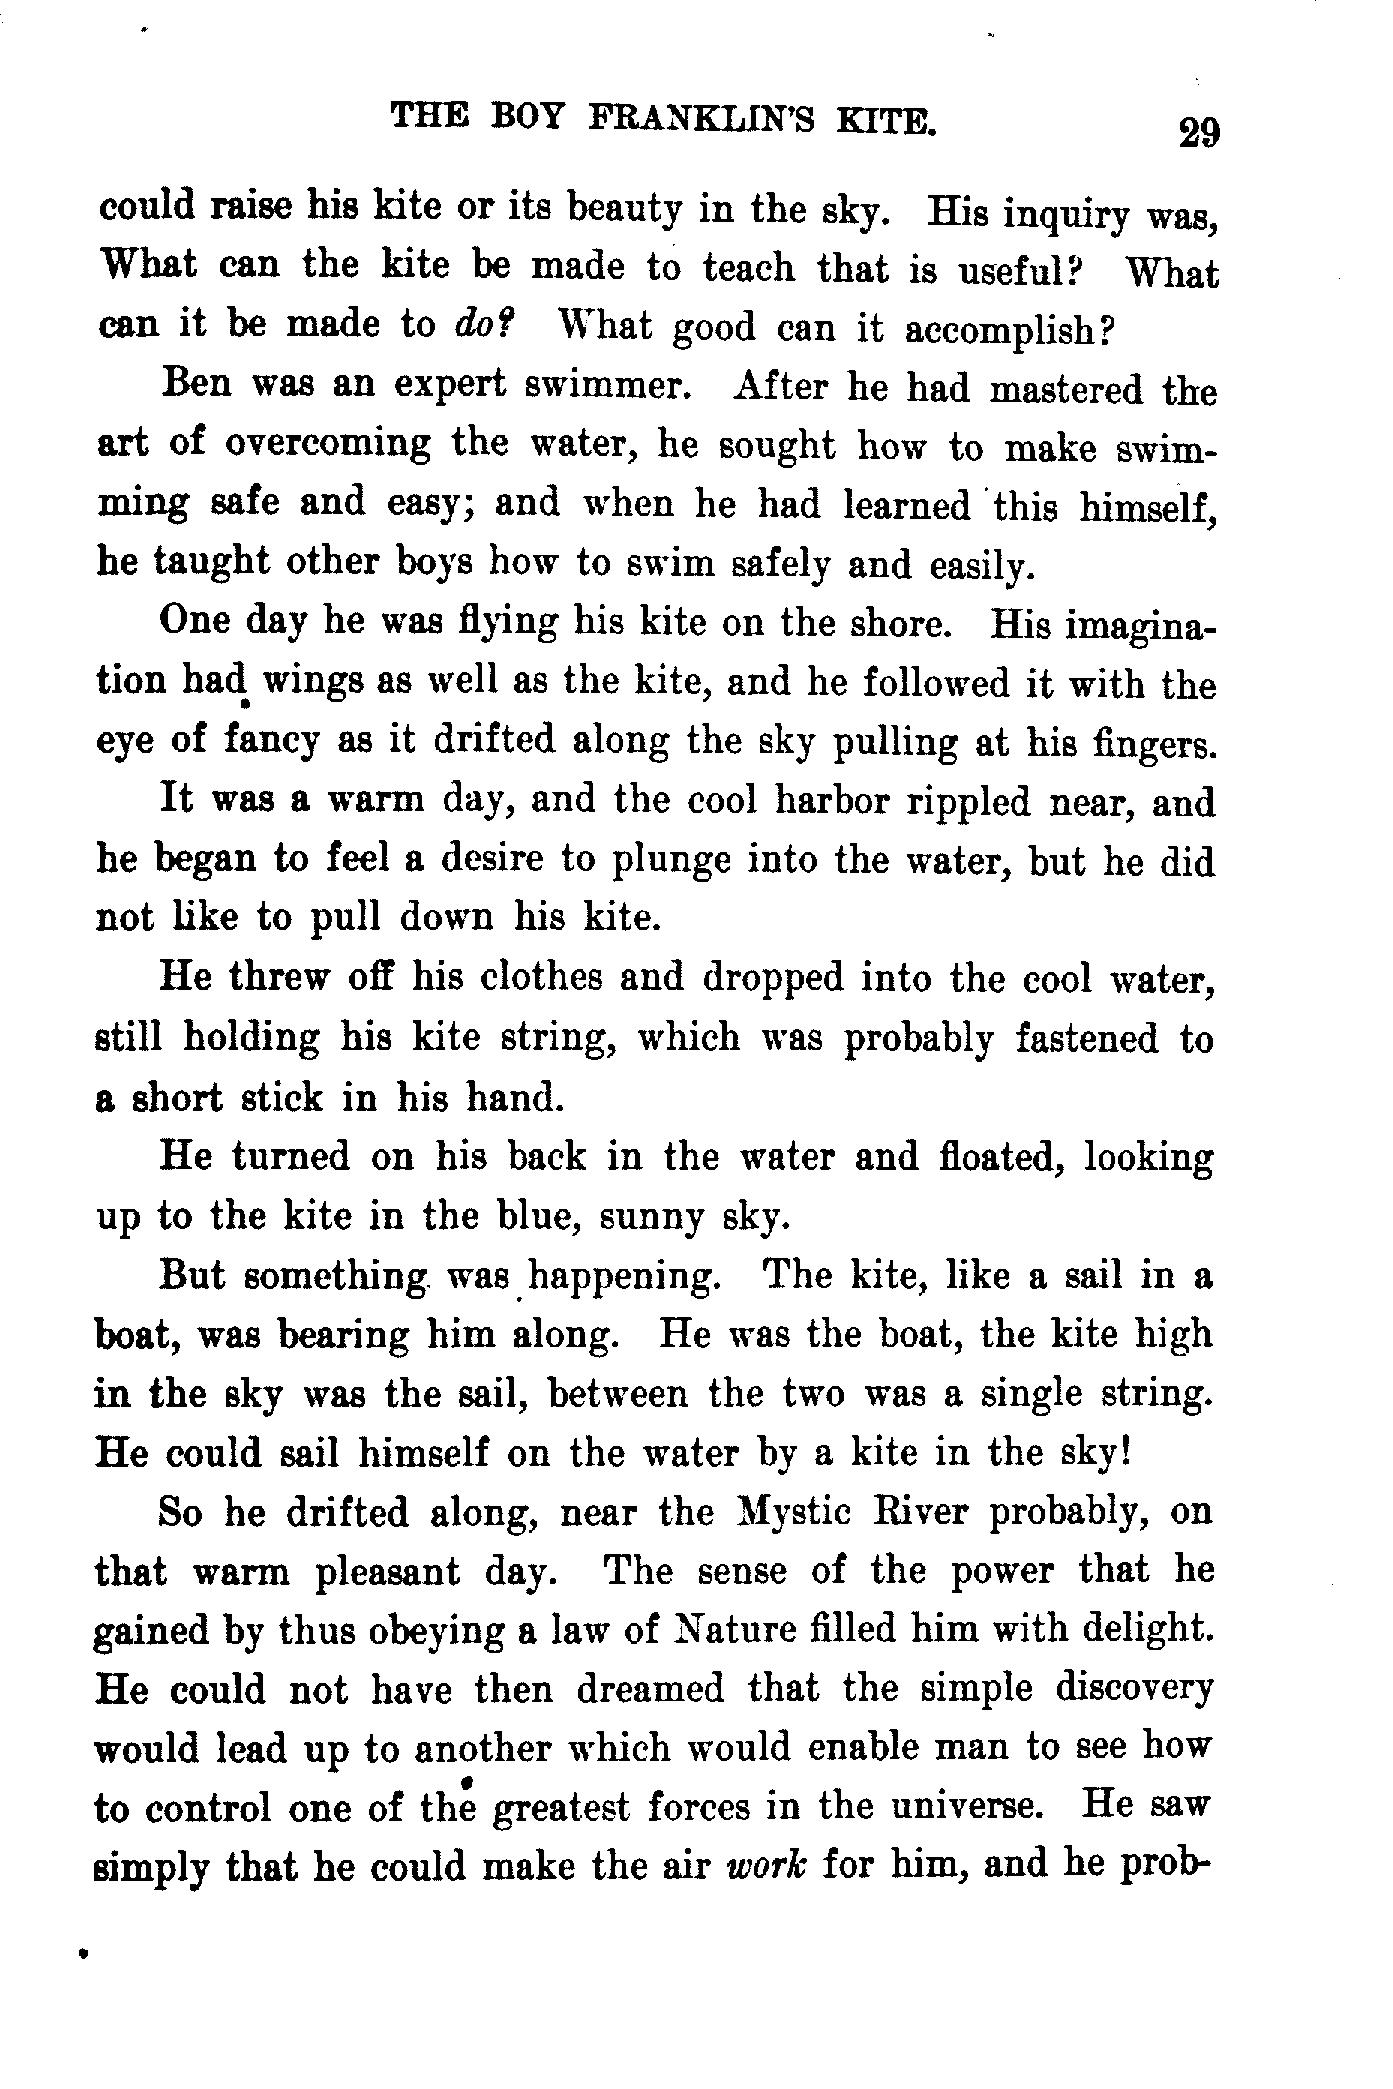 THE BOY FRANKLIN'S KITE. 29
could raise his kite or its beauty in the sky. His inquiry was,
What can the kite be made to teach that is useful? What
can it be made to do? What good can it accomplish?
Ben was an expert swimmer. After he had mastered the
art of overcoming the water, he sought how to make swim-
ming safe and easy; and when he had learned this himself,
he taught other boys how to swim safely and easily.
One day he was flying his kite on the shore. His imagina-
tion had wings as well as the kite, and he followed it with the
eye of fancy as it drifted along the sky pulling at his fingers.
It was a warm day, and the cool harbor rippled near, and
he began to feel a desire to plunge into the water, but he did
not like to pull down his kite.
He threw off his clothes and dropped into the cool water,
still holding his kite string, which was probably fastened to
a short stick in his hand.
He turned on his back in the water and floated, looking
up to the kite in the blue, sunny sky.
But something was happening. The kite, like a sail in a
boat, was bearing him along. He was the boat, the kite high
in the sky was the sail, between the two was a single string.
He could sail himself on the water by a kite in the sky!
So he drifted along, near the Mystic River probably, on
that warm pleasant day. The sense of the power that he
gained by thus obeying a law of Nature filled him with delight.
He could not have then dreamed that the simple discovery
would lead up to another which would enable man to see how
to control one of the greatest forces in the universe. He saw
simply that he could make the air work for him, and he prob-